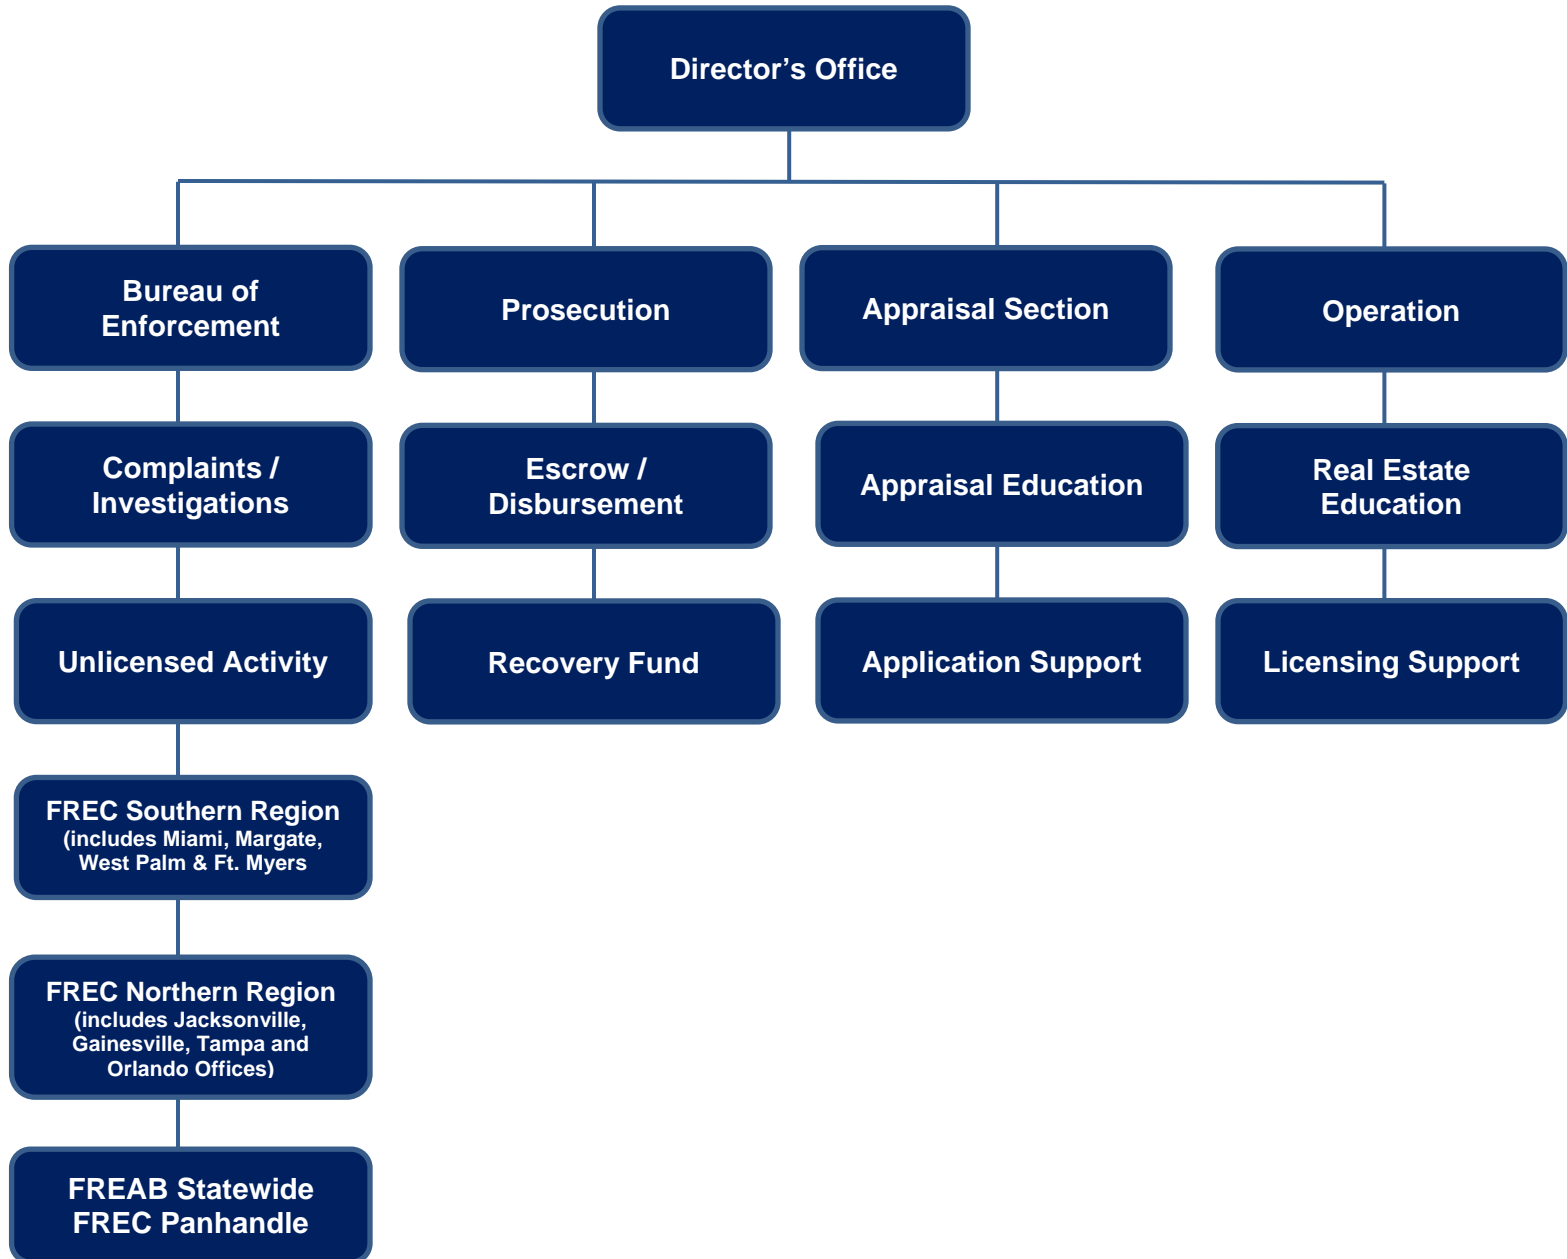 Director’s Office
Bureau of
Enforcement
Prosecution
Appraisal Section
Operation
Complaints /
Investigations
Escrow /
Disbursement
Appraisal Education
Real Estate
Education
Unlicensed Activity
Recovery Fund
Application Support
Licensing Support
FREC Southern Region
(includes Miami, Margate,
West Palm & Ft. Myers
FREC Northern Region
(includes Jacksonville,
Gainesville, Tampa and
Orlando Offices)
FREAB Statewide
FREC Panhandle